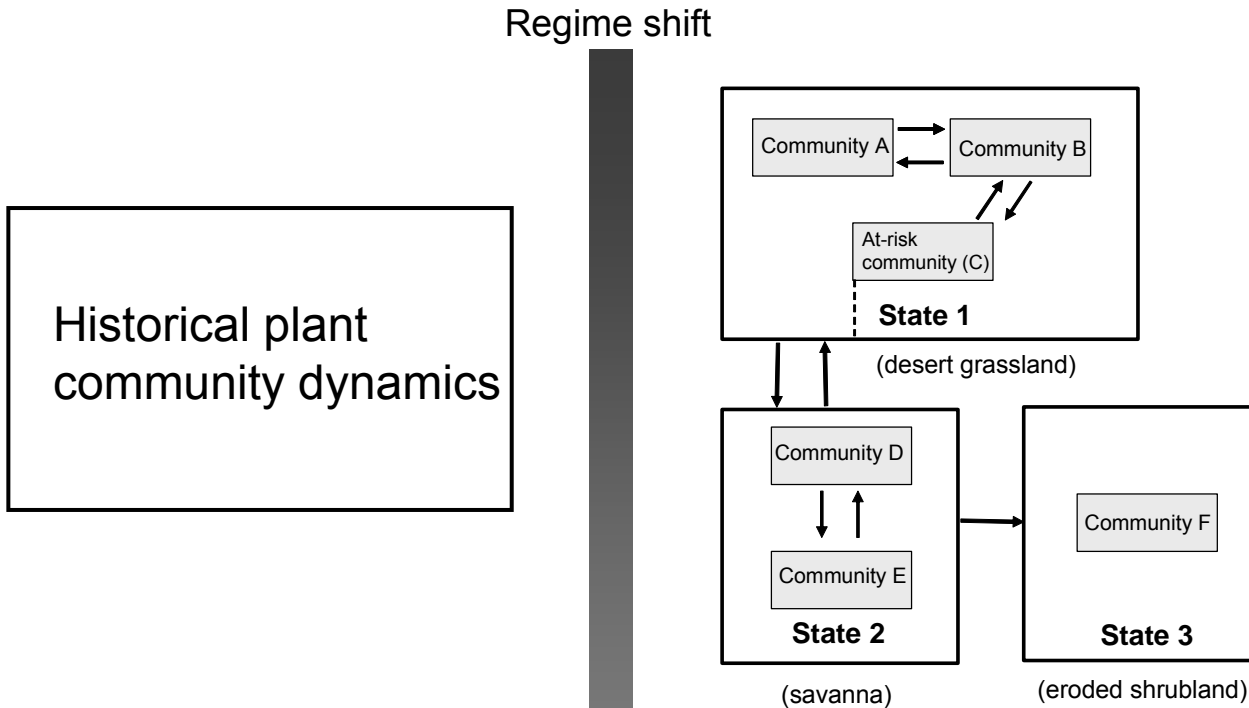 Regime shift
Historical plant
community dynamics
Community A
Community B
At-risk
community (C)
State 1
(desert grassland)
Community D
Community E
State 2
(savanna)
Community F
State 3
(eroded shrubland)